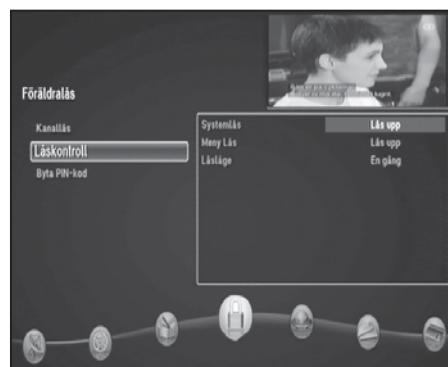 Föräldralås
Kanallås
Låskontroll
Byta PIN-kod
Systemlås Lås upp
Meny Lås Lås upp
Låsläge En gång